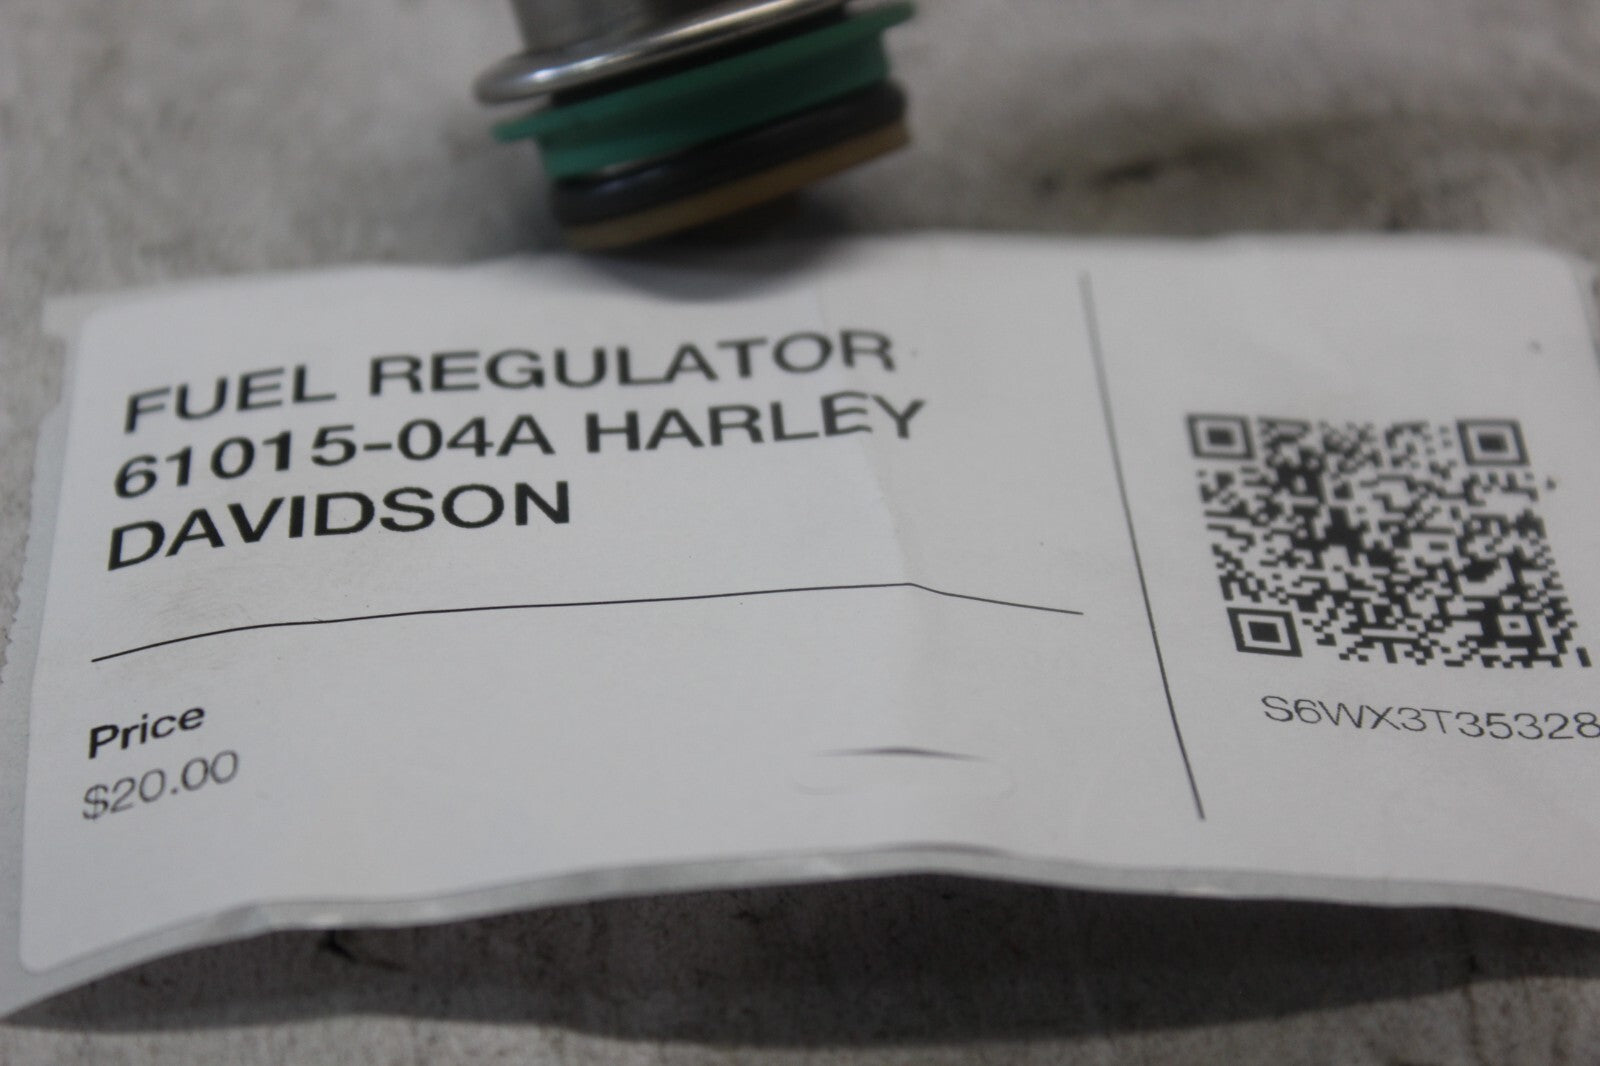 FUEL REGULATOR
61015-04A HARLEY
DAVIDSON
Price
$20.00
S6WX3T35328